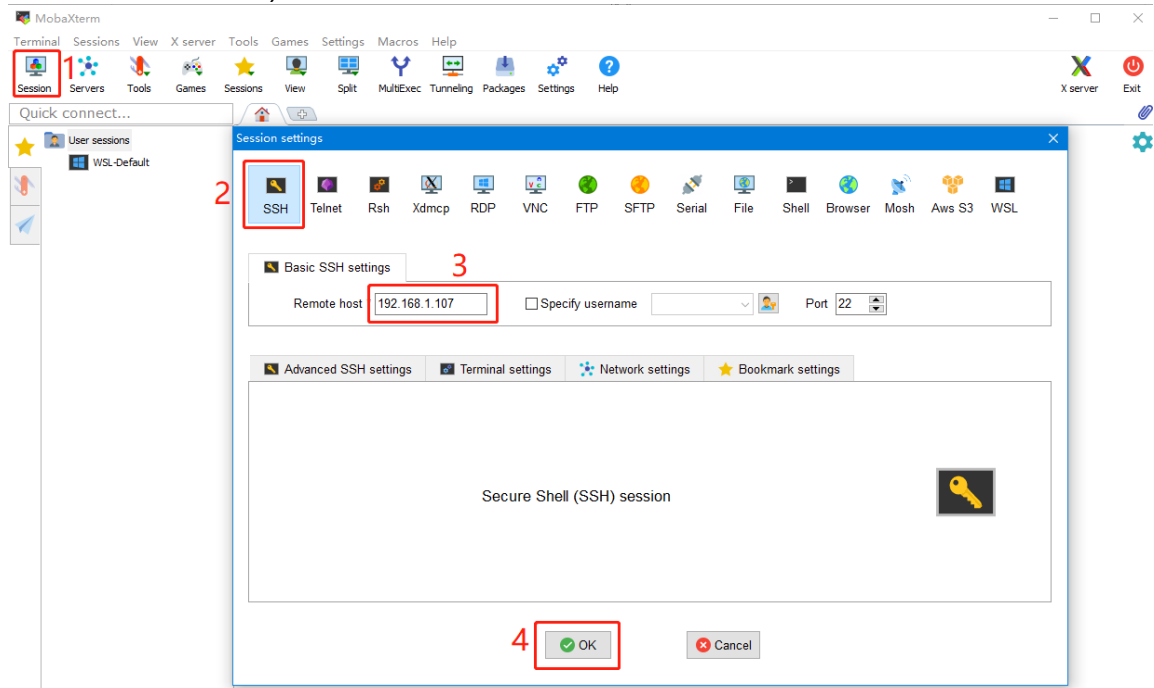 MobaXterm
Terminal Sessions View X server Tools Games Settings Macros Help
1
Session Servers Tools Games Sessions View Split MultiExec Tunneling Packages Settings Help X server Exit
Quick connect...
User sessions
WSL-Default
Session settings
2
SSH Telnet Rsh Xdmcp RDP VNC FTP SFTP Serial File Shell Browser Mosh Aws S3 WSL
Basic SSH settings
3
Remote host * 192.168.1.107 Specify username Port 22
Advanced SSH settings Terminal settings Network settings Bookmark settings
Secure Shell (SSH) session
4
OK Cancel